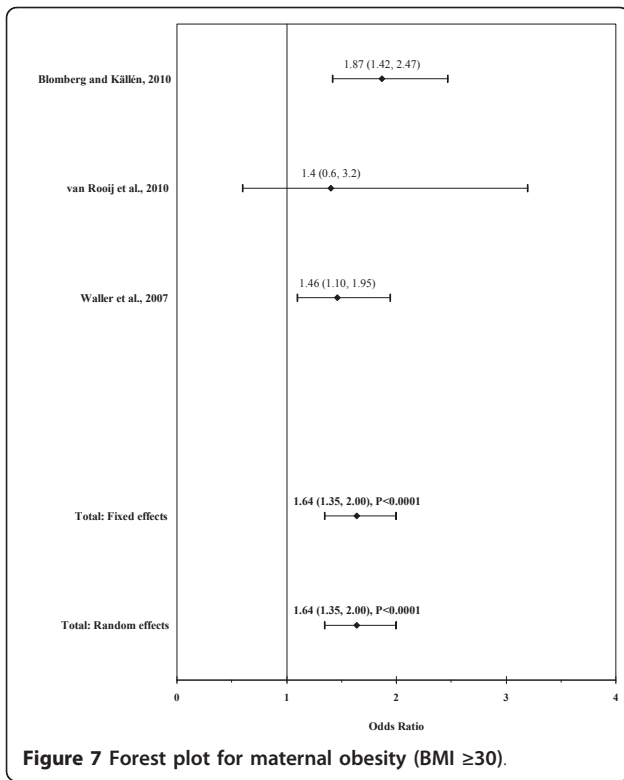 Blomberg and Källén, 2010
1.87 (1.42, 2.47)
van Rooij et al., 2010
1.4 (0.6, 3.2)
Waller et al., 2007
1.46 (1.10, 1.95)
Total: Fixed effects
1.64 (1.35, 2.00), P<0.0001
Total: Random effects
1.64 (1.35, 2.00), P<0.0001
0 1 2 3 4
Odds Ratio
Figure 7 Forest plot for maternal obesity (BMI ≥30).